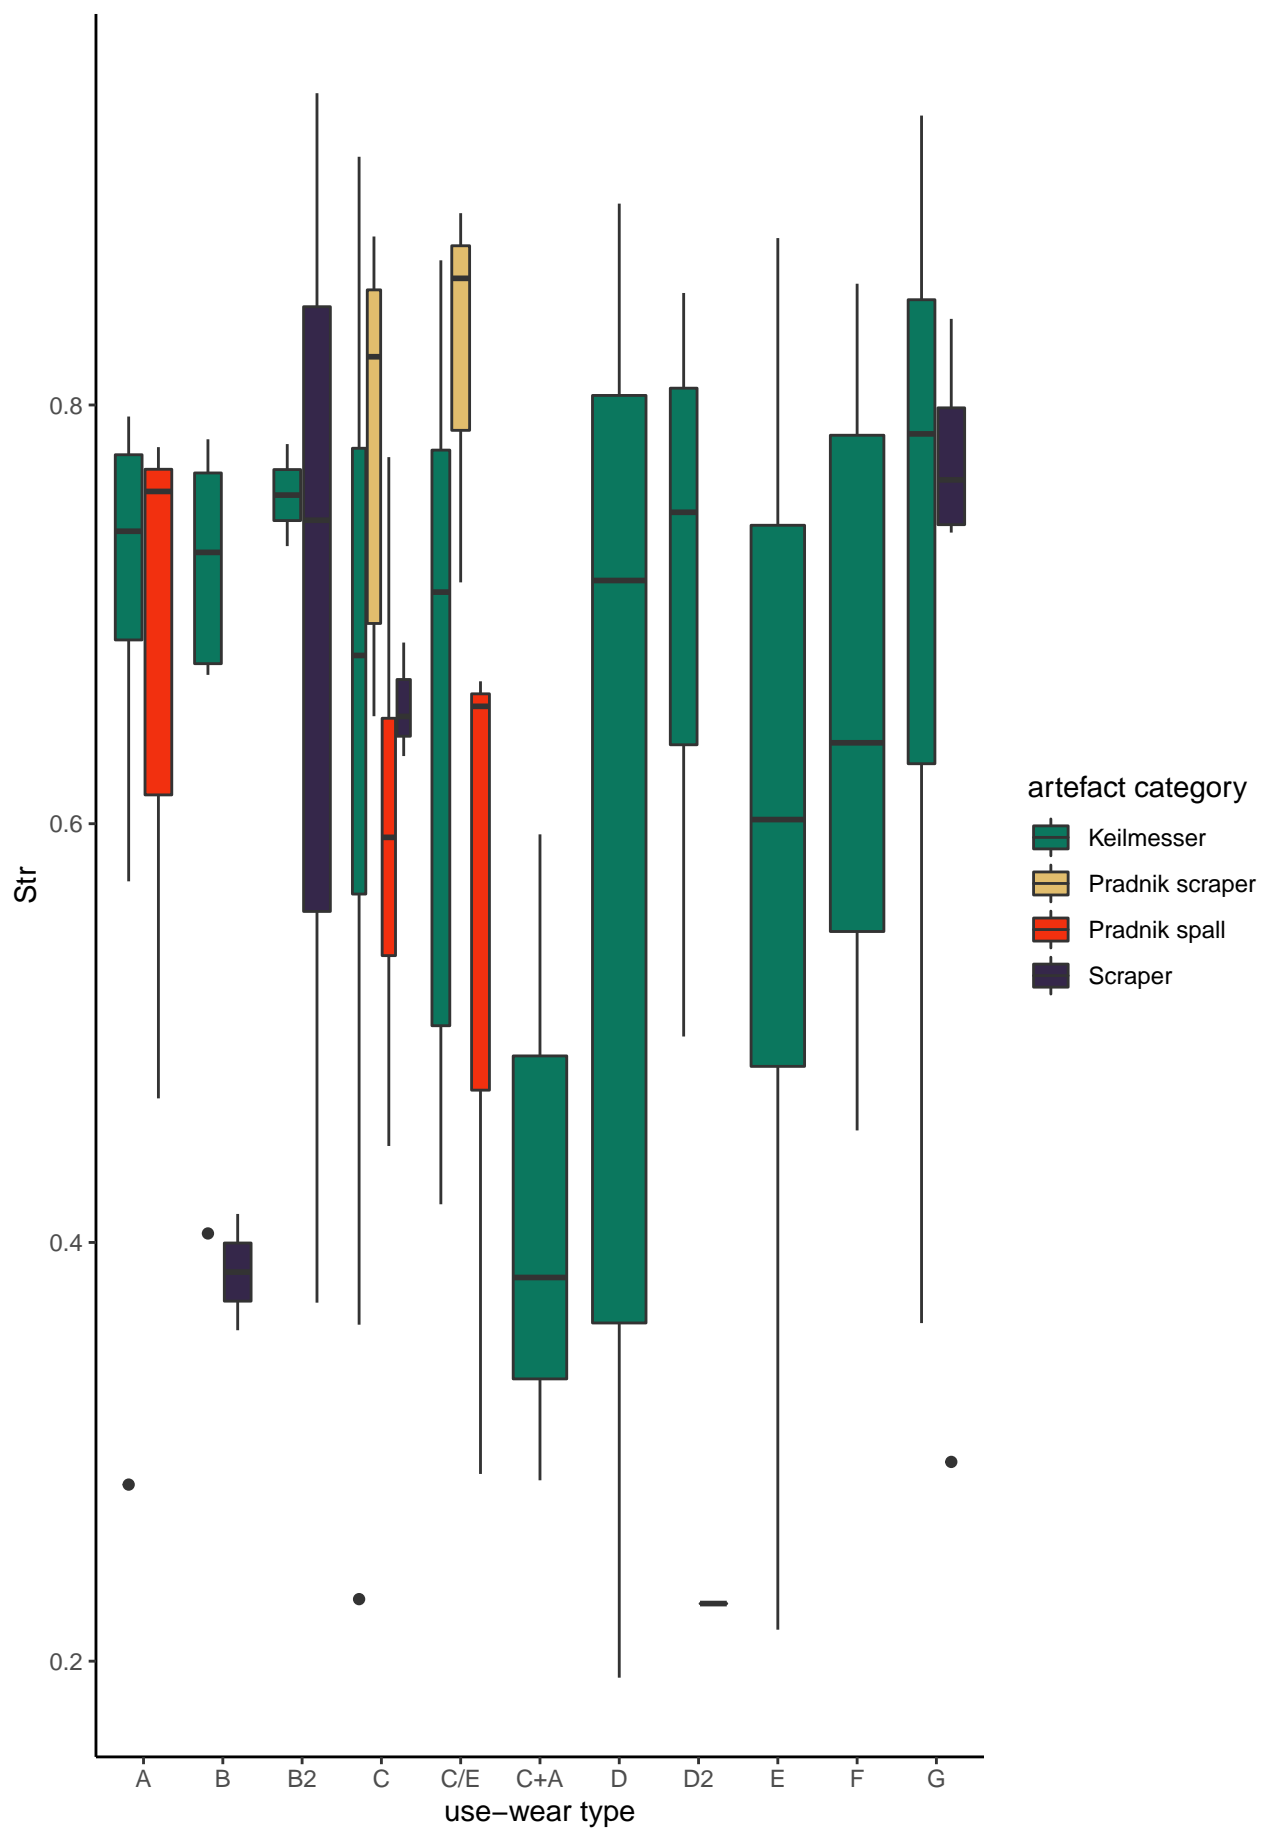 0.8
0.6
0.4
0.2
Str
A B B2 C C/E C+A D D2 E F G
use−wear type
artefact category
Keilmesser
Pradnik scraper
Pradnik spall
Scraper